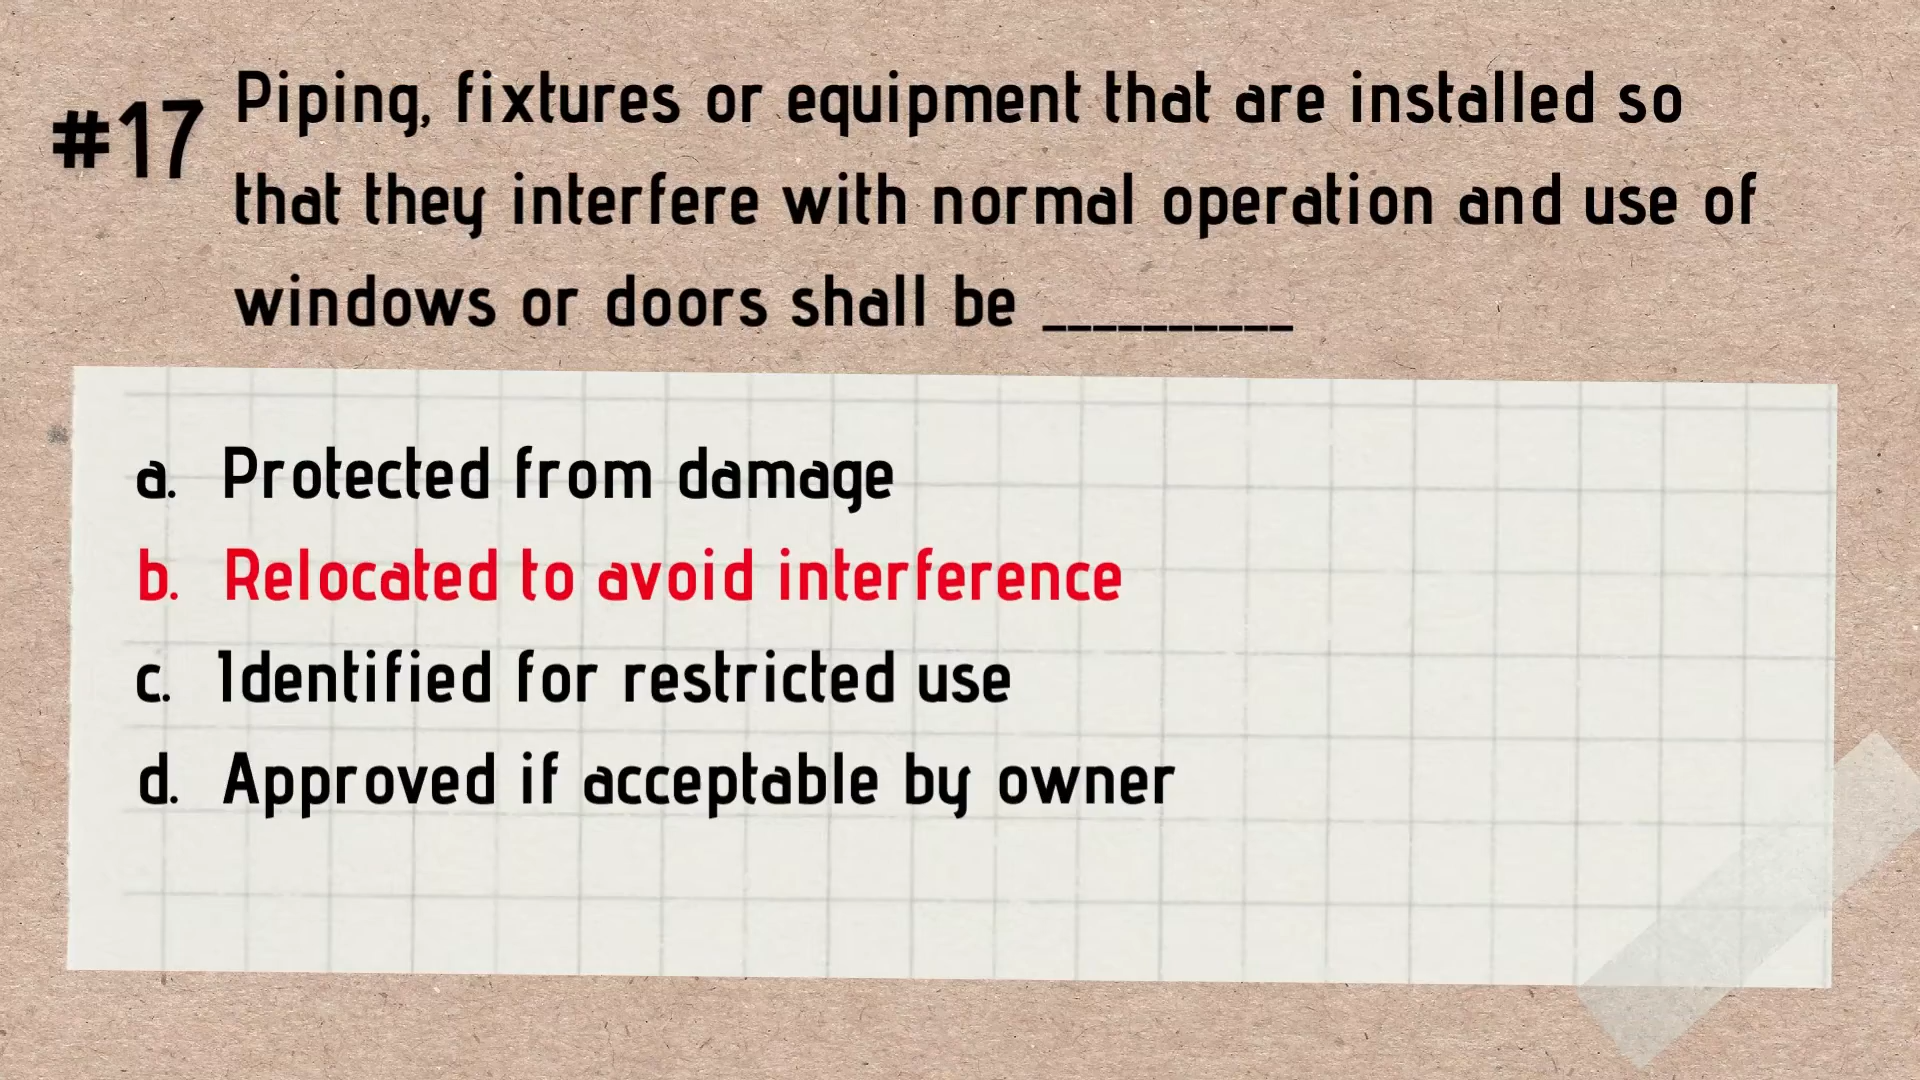 #17 Piping, fixtures or equipment that are installed so
that they interfere with normal operation and use of
windows or doors shall be __________
a. Protected from damage
b. Relocated to avoid interference
c. Identified for restricted use
d. Approved if acceptable by owner